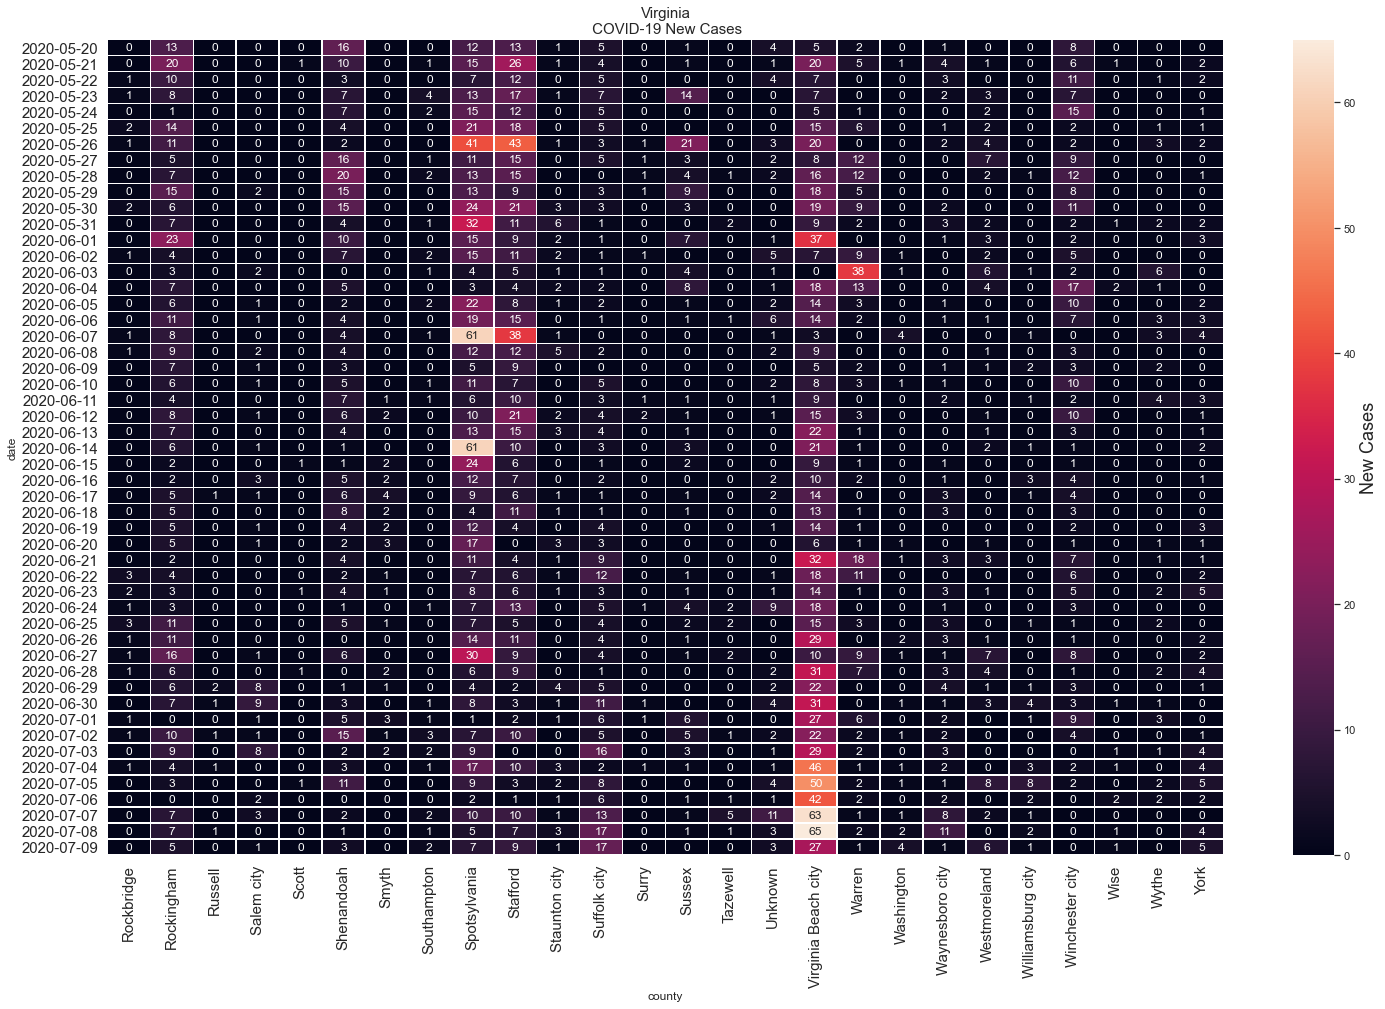 Virginia
COVID-19 New Cases
2020-05-20 0 13 0 0 0 16 0 0 12 13 1 5 0 1 0 4 5 2 0 1 0 0 8 0 0 0
2020-05-21 0 20 0 0 1 10 0 1 15 26 1 4 0 1 0 1 20 5 1 4 1 0 6 1 0 2
2020-05-22 1 10 0 0 0 3 0 0 7 12 0 5 0 0 0 4 7 0 0 3 0 0 11 0 1 2
2020-05-23 1 8 0 0 0 7 0 4 13 17 1 7 0 14 0 0 7 0 0 2 3 0 7 0 0 0
2020-05-24 0 1 0 0 0 7 0 2 15 12 0 5 0 0 0 0 5 1 0 0 2 0 15 0 0 1
2020-05-25 2 14 0 0 0 4 0 0 21 18 0 5 0 0 0 0 15 6 0 1 2 0 2 0 1 1
2020-05-26 1 11 0 0 0 2 0 0 41 43 1 3 1 21 0 3 20 0 0 2 4 0 2 0 3 2
2020-05-27 0 5 0 0 0 16 0 1 11 15 0 5 1 3 0 2 8 12 0 0 7 0 9 0 0 0
2020-05-28 0 7 0 0 0 20 0 2 13 15 0 0 1 4 1 2 16 12 0 0 2 1 12 0 0 1
2020-05-29 0 15 0 2 0 15 0 0 13 9 0 3 1 9 0 0 18 5 0 0 0 0 8 0 0 0
2020-05-30 2 6 0 0 0 15 0 0 24 21 3 3 0 3 0 0 19 9 0 2 0 0 11 0 0 0
2020-05-31 0 7 0 0 0 4 0 1 32 11 6 1 0 0 2 0 9 2 0 3 2 0 2 1 2 2
2020-06-01 0 23 0 0 0 10 0 0 15 9 2 1 0 7 0 1 37 0 0 1 3 0 2 0 0 3
2020-06-02 1 4 0 0 0 7 0 2 15 11 2 1 1 0 0 5 7 9 1 0 2 0 5 0 0 0
2020-06-03 0 3 0 2 0 0 0 1 4 5 1 1 0 4 0 1 0 38 1 0 6 1 2 0 6 0
2020-06-04 0 7 0 0 0 5 0 0 3 4 2 2 0 8 0 1 18 13 0 0 4 0 17 2 1 0
2020-06-05 0 6 0 1 0 2 0 2 22 8 1 2 0 1 0 2 14 3 0 1 0 0 10 0 0 2
2020-06-06 0 11 0 1 0 4 0 0 19 15 0 1 0 1 1 6 14 2 0 1 1 0 7 0 3 3
2020-06-07 1 8 0 0 0 4 0 1 61 38 1 0 0 0 0 1 3 0 4 0 0 1 0 0 3 4
2020-06-08 1 9 0 2 0 4 0 0 12 12 5 2 0 0 0 2 9 0 0 0 1 0 3 0 0 0
2020-06-09 0 7 0 1 0 3 0 0 5 9 0 0 0 0 0 0 5 2 0 1 1 2 3 0 2 0
2020-06-10 0 6 0 1 0 5 0 1 11 7 0 5 0 1 0 2 8 3 1 1 0 0 10 0 0 0
2020-06-11 0 4 0 0 0 7 1 1 6 10 0 3 1 1 0 1 9 0 0 2 0 1 2 0 4 3
2020-06-12 0 8 0 1 0 6 2 0 10 21 2 4 2 0 0 1 15 3 0 0 1 0 10 0 0 1
2020-06-13 0 7 0 0 0 4 0 0 13 15 3 4 0 1 0 0 22 1 0 0 1 0 3 0 0 1
2020-06-14 0 6 0 1 0 1 0 0 61 10 0 3 0 3 0 0 21 1 0 0 2 1 1 0 0 2
2020-06-15 0 2 0 0 1 1 2 0 24 6 0 1 0 2 0 0 9 1 0 1 0 0 1 0 0 0
2020-06-16 0 2 0 3 0 5 2 0 12 7 0 2 0 0 0 2 10 2 0 1 0 3 4 0 0 1
2020-06-17 0 5 1 1 0 6 4 0 9 6 1 1 0 1 0 2 14 0 0 3 0 1 4 0 0 0
2020-06-18 0 5 0 0 0 8 2 0 4 11 1 1 0 1 0 0 13 1 0 3 0 0 3 0 0 0
2020-06-19 0 5 0 1 0 4 2 0 12 4 0 4 0 0 0 1 14 1 0 0 0 0 2 0 0 3
2020-06-20 0 5 0 1 0 2 3 0 17 0 3 3 0 0 0 0 6 1 1 0 1 0 1 0 1 1
2020-06-21 0 2 0 0 0 4 0 0 11 4 1 9 0 1 0 0 32 18 1 3 3 0 7 0 1 1
2020-06-22 3 4 0 0 0 2 1 0 7 6 1 12 0 1 0 1 18 11 0 0 0 0 6 0 0 2
2020-06-23 2 3 0 0 1 4 1 0 8 6 1 3 0 1 0 1 14 1 0 3 1 0 5 0 2 5
2020-06-24 1 3 0 0 0 1 0 1 7 13 0 5 1 4 2 9 18 0 0 0 1 0 3 0 0 0
2020-06-25 3 11 0 0 0 5 1 0 7 5 0 4 0 2 2 0 15 3 0 3 0 1 1 0 2 0
2020-06-26 1 11 0 0 0 0 0 0 14 11 0 4 0 1 0 0 29 0 2 3 1 0 1 0 0 2
2020-06-27 1 16 0 1 0 6 0 0 30 9 0 4 0 1 2 0 10 9 1 1 7 0 8 0 0 2
2020-06-28 1 6 0 0 1 0 2 0 6 9 0 1 0 0 0 2 31 7 0 3 4 0 1 0 2 4
2020-06-29 0 6 2 8 0 1 1 0 4 2 4 5 0 0 0 2 22 0 0 4 1 1 3 0 0 1
2020-06-30 0 7 1 9 0 3 0 1 8 3 1 11 1 0 0 4 31 0 1 1 3 4 3 1 1 0
2020-07-01 1 0 0 1 0 5 3 1 1 2 1 6 1 6 0 0 27 6 0 2 0 1 9 0 3 0
2020-07-02 1 10 1 1 0 15 1 3 7 10 0 5 0 5 1 2 22 2 1 2 0 0 4 0 0 1
2020-07-03 0 9 0 8 0 2 2 2 9 0 0 16 0 3 0 1 29 2 0 3 0 0 0 1 1 4
2020-07-04 1 4 1 0 0 3 0 1 17 10 3 2 1 1 0 1 46 1 1 2 0 3 2 1 0 4
2020-07-05 0 3 0 0 1 11 0 0 9 3 2 8 0 0 0 4 50 2 1 1 8 8 2 0 2 5
2020-07-06 0 0 0 2 0 0 0 0 2 1 1 6 0 1 1 1 42 2 0 2 0 2 0 2 2 2
2020-07-07 0 7 0 3 0 2 0 2 10 10 2 13 0 1 5 11 63 1 1 8 2 1 0 0 0 0
2020-07-08 0 7 1 0 0 1 0 1 5 7 3 17 0 1 1 3 65 2 2 11 0 2 0 1 0 4
2020-07-09 0 5 0 1 0 3 0 2 7 9 1 17 0 0 0 3 27 1 4 1 6 1 0 1 0 5
date
Rockbridge Rockingham Russell Salem city Scott Shenandoah Smyth Southampton Spotsylvania Stafford Staunton city Suffolk city Surry Sussex Tazewell Unknown Virginia Beach city Warren Washington Waynesboro city Westmoreland Williamsburg city Winchester city Wise Wythe York
county
60
50
40
30
20
10
0
New Cases